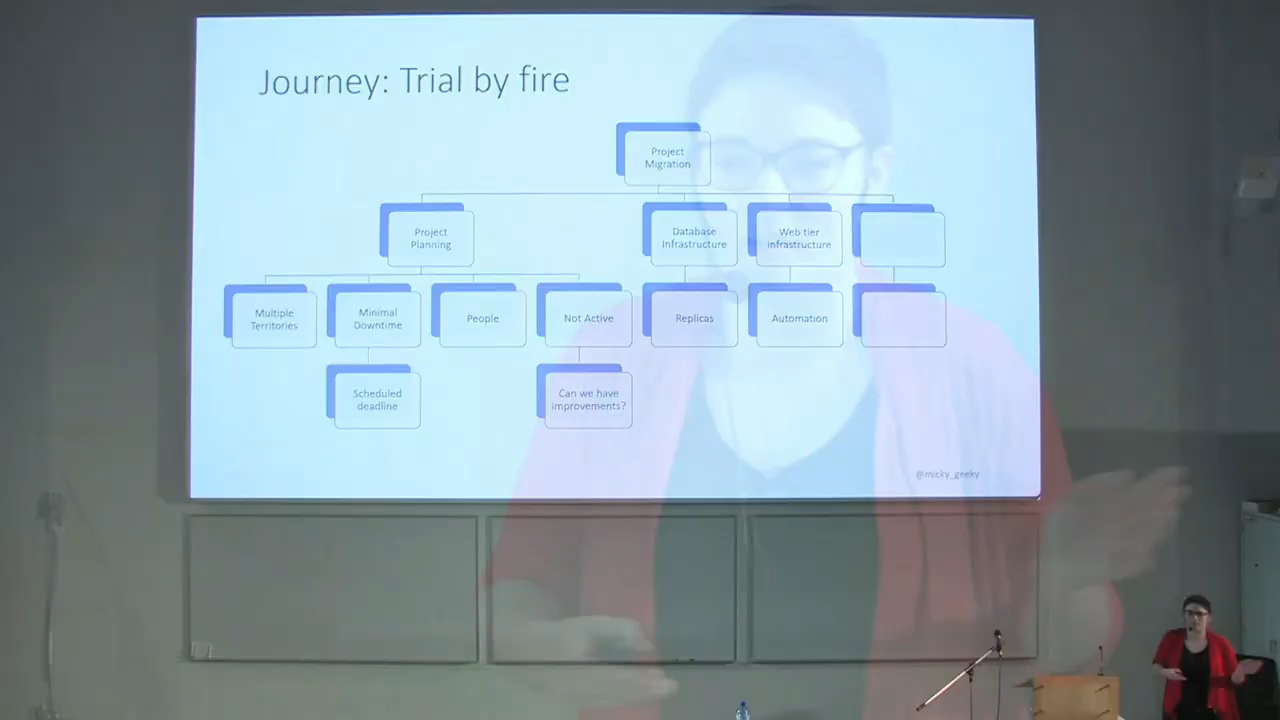 Journey: Trial by fire
Project
Migration
Project
Planning
Database
Infrastructure
Web tier
infrastructure
Multiple
Territories
Minimal
Downtime
People
Not Active
Replicas
Automation
Scheduled
deadline
Can we have
improvements?
@micky_geeky